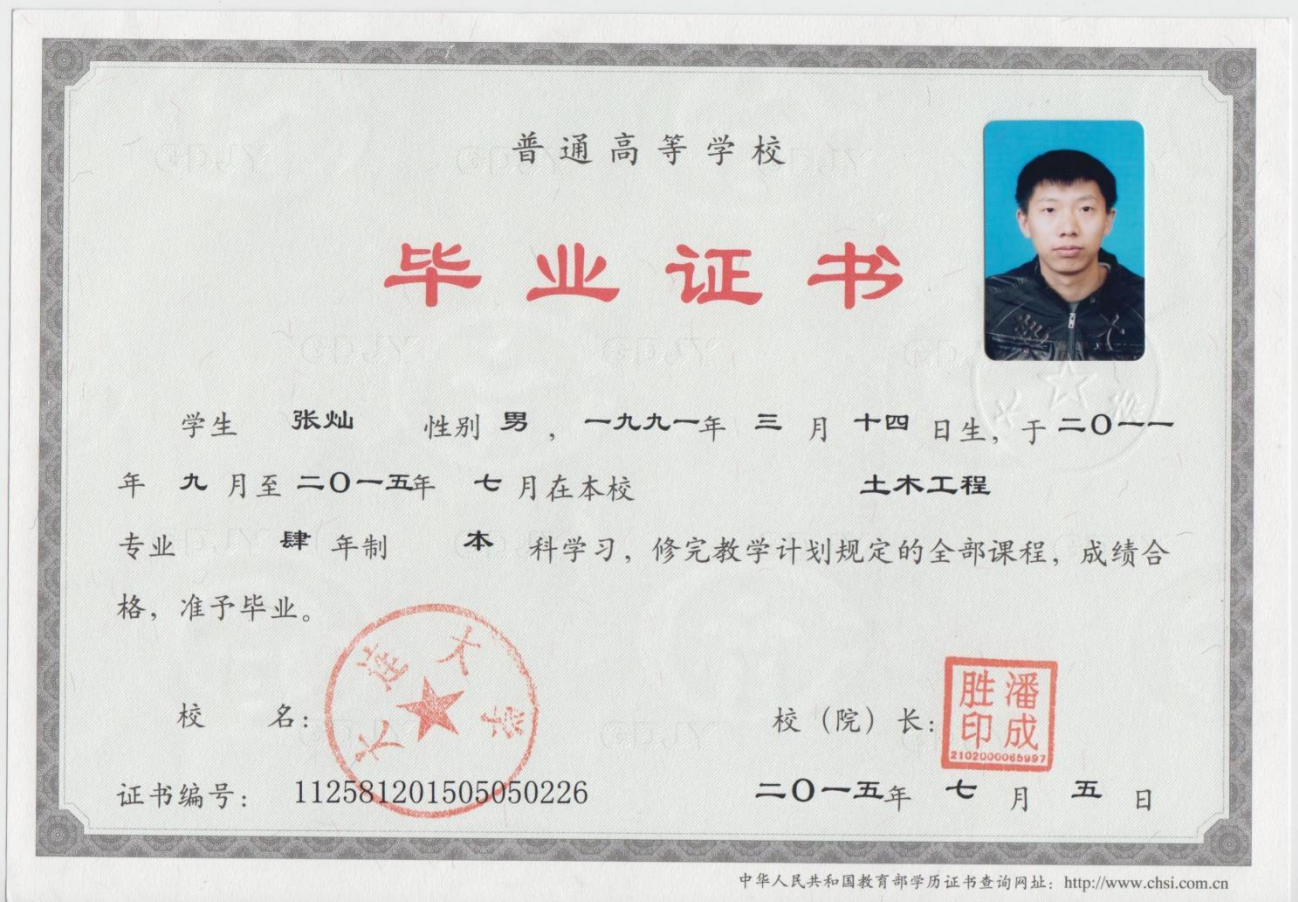 普通高等学校
毕业证书
学生 张灿 性别 男 ，一九九一年 三 月 十四 日生，于 二〇一一
年 九 月至 二〇一五年 七 月在本校 土木工程
专业 肆 年制 本 科学习，修完教学计划规定的全部课程，成绩合
格，准予毕业。
大连大学
校 名：
校（院）长：
潘成胜印
2102000065997
证书编号： 112581201505050226
二〇一五年 七 月 五 日
中华人民共和国教育部学历证书查询网址：http://www.chsi.com.cn